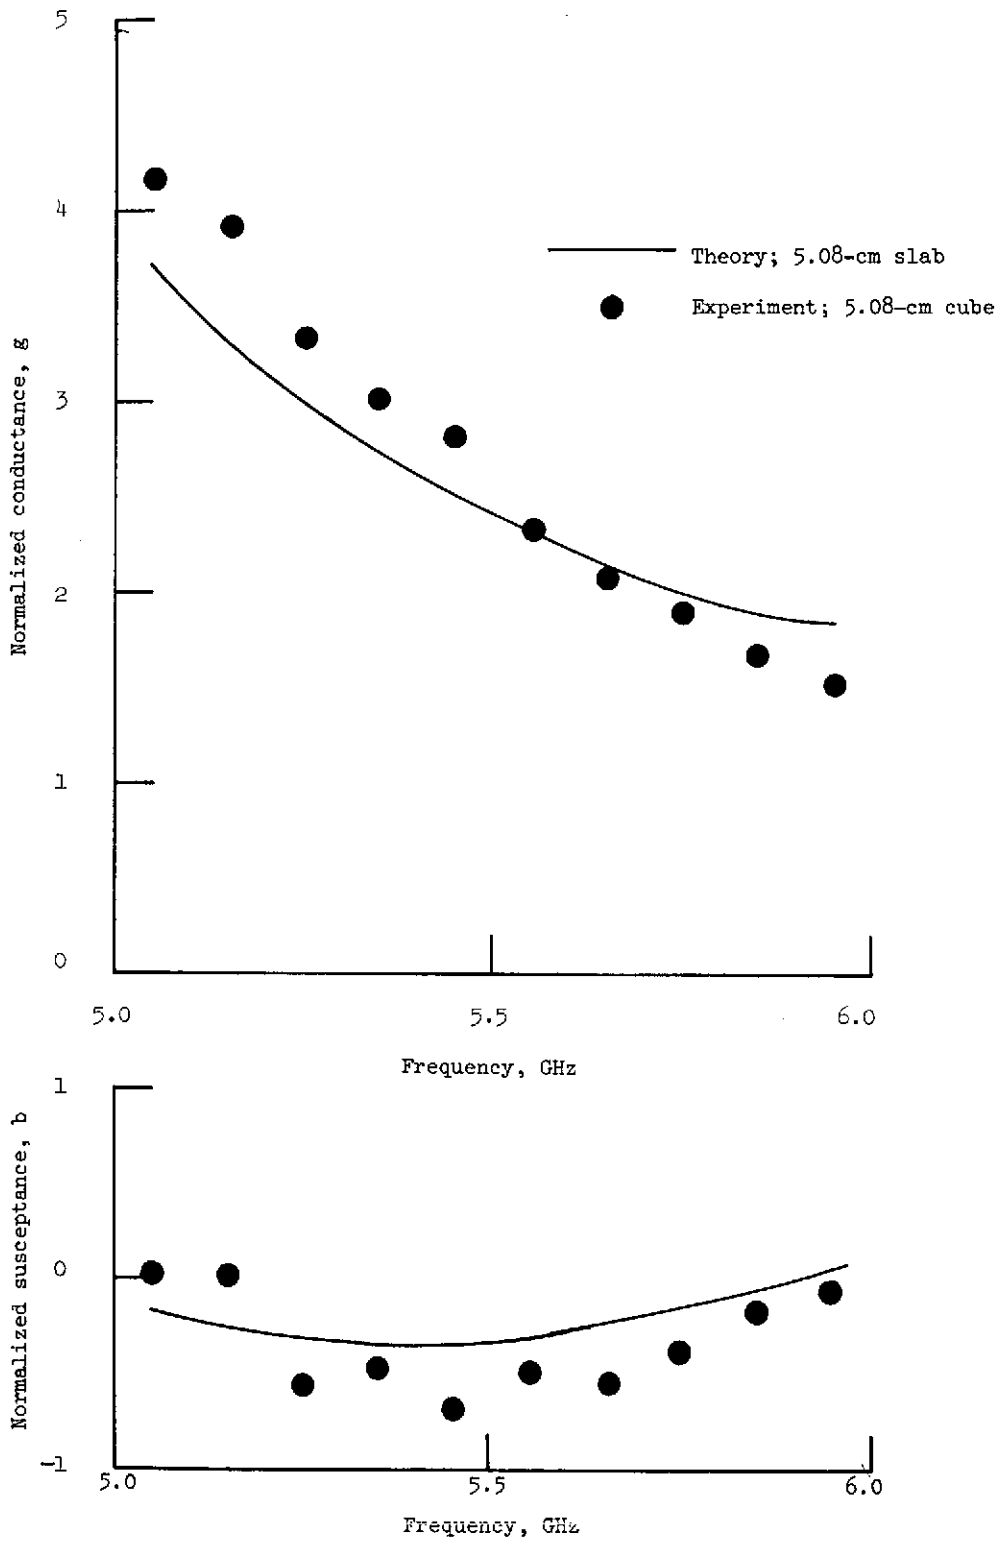 5
4
3
2
1
0
Normalized conductance, g
Theory; 5.08-cm slab
Experiment; 5.08-cm cube
5.0 5.5 6.0
Frequency, GHz
1
0
-1
Normalized susceptance, b
5.0 5.5 6.0
Frequency, GHz